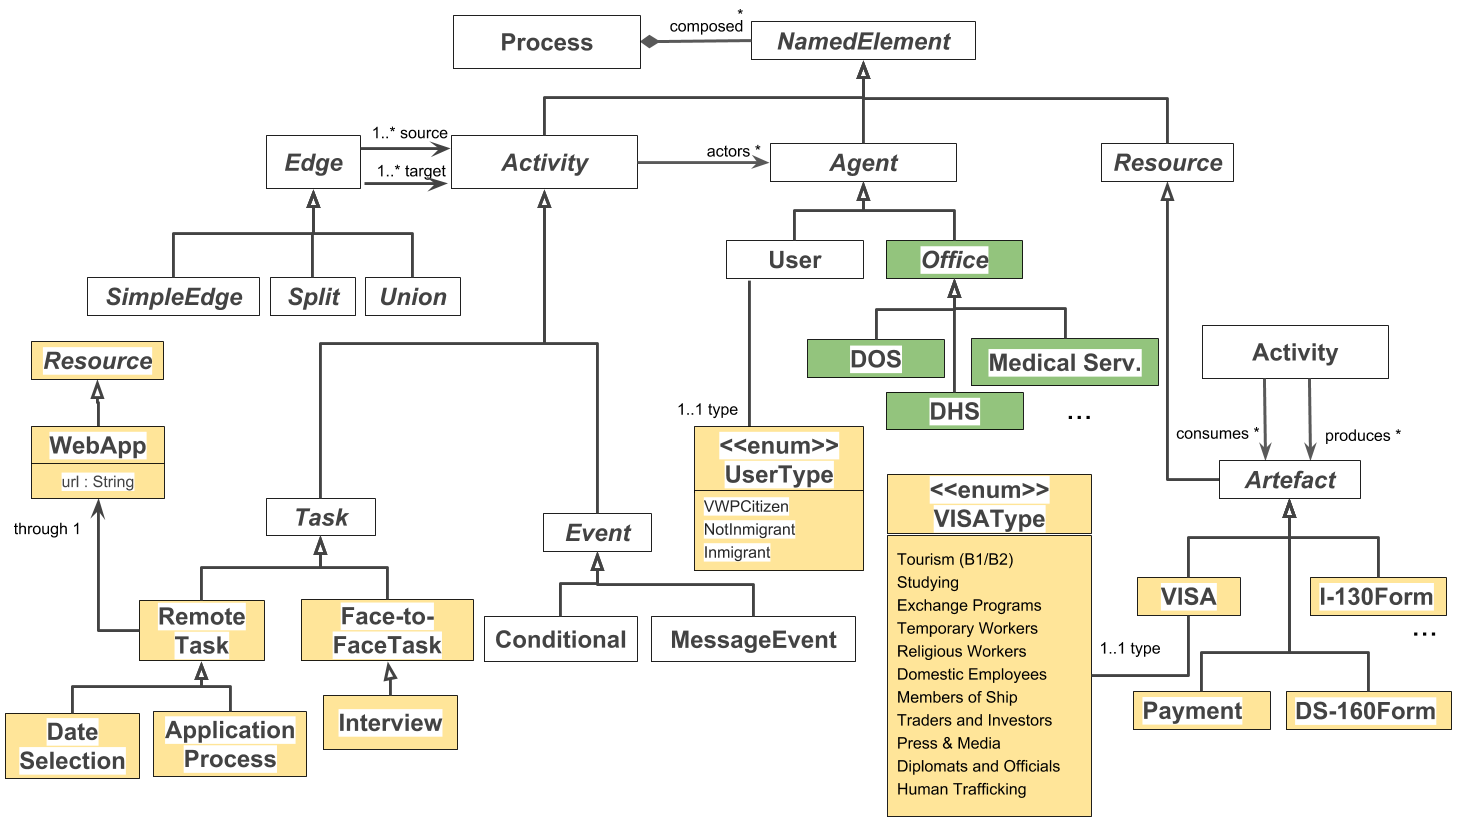 *
composed
Process
NamedElement
1..* source
Edge
Activity
actors *
Agent
Resource
1..* target
User
Office
SimpleEdge
Split
Union
Resource
DOS
Medical Serv.
Activity
DHS
...
1..1 type
consumes *
produces *
WebApp
url : String
<<enum>>
UserType
VWPCitizen
NotInmigrant
Inmigrant
<<enum>>
VISAType
Tourism (B1/B2)
Studying
Exchange Programs
Temporary Workers
Religious Workers
Domestic Employees
Members of Ship
Traders and Investors
Press & Media
Diplomats and Officials
Human Trafficking
Artefact
through 1
Task
Event
VISA
I-130Form
...
Remote
Task
Face-to-
FaceTask
Conditional
MessageEvent
1..1 type
Date
Selection
Application
Process
Interview
Payment
DS-160Form